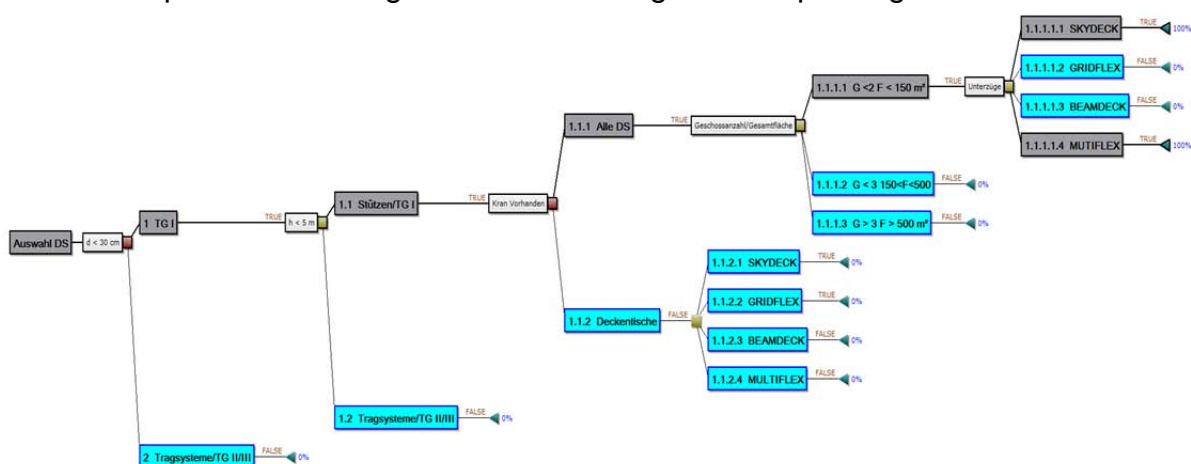 1.1.1.1.1 SKYDECK TRUE 100%
1.1.1.1.2 GRIDFLEX FALSE 0%
1.1.1.1 G <2 F < 150 m² TRUE Unterzüge
1.1.1.1.3 BEAMDECK FALSE 0%
1.1.1 Alle DS TRUE Geschossanzahl/Gesamtfläche
1.1.1.1.4 MUTIFLEX TRUE 100%
1.1.1.2 G < 3 150<F<500 FALSE 0%
1.1 Stützen/TG I TRUE Kran Vorhanden
1 TG I TRUE h < 5 m
1.1.1.3 G > 3 F > 500 m² TRUE 0%
Auswahl DS d < 30 cm
1.1.2.1 SKYDECK TRUE 0%
1.1.2.2 GRIDFLEX TRUE 0%
1.1.2 Deckentische FALSE
1.1.2.3 BEAMDECK FALSE 0%
1.1.2.4 MULTIFLEX FALSE 0%
1.2 Tragsysteme/TG II/III FALSE 0%
2 Tragsysteme/TG II/III FALSE 0%